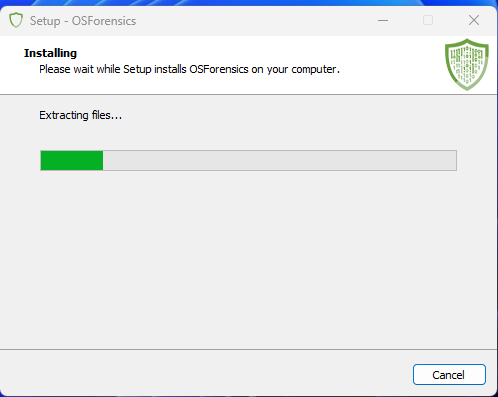 Setup - OSForensics
Installing
Please wait while Setup installs OSForensics on your computer.
Extracting files...
Cancel